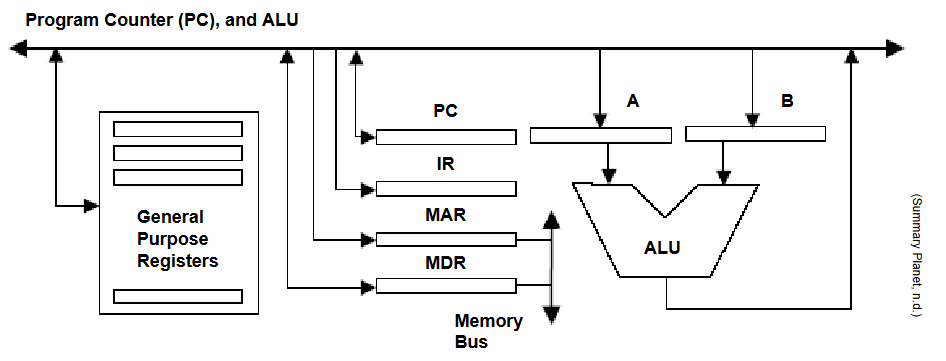 Program Counter (PC), and ALU
A
B
PC
IR
MAR
MDR
General
Purpose
Registers
ALU
Memory
Bus
(Summary Planet, n.d.)